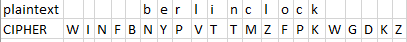 plaintext b e r l i n c l o c k
CIPHER W I N F B N Y P V T T M Z F P K W G D K Z